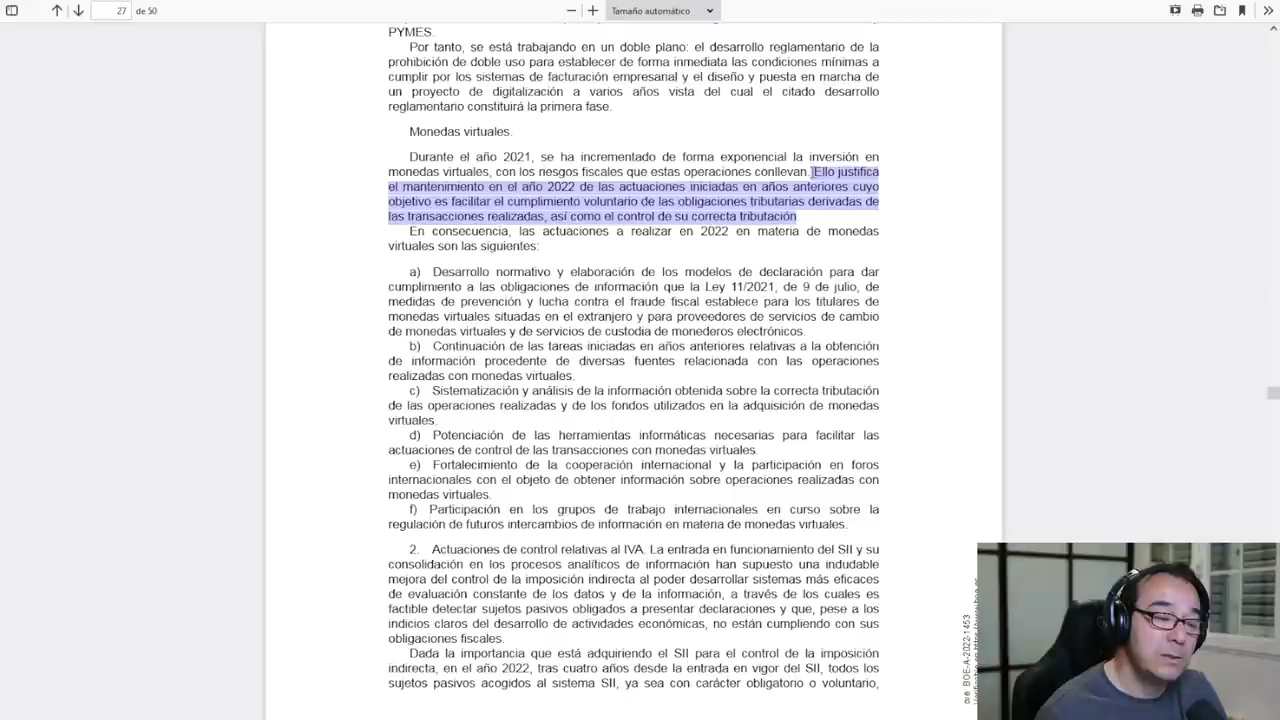 27
de 50
Tamaño automático
PYMES.
Por tanto, se está trabajando en un doble plano: el desarrollo reglamentario de la
prohibición de doble uso para establecer de forma inmediata las condiciones mínimas a
cumplir por los sistemas de facturación empresarial y el diseño y puesta en marcha de
un proyecto de digitalización a varios años vista del cual el citado desarrollo
reglamentario constituirá la primera fase.
Monedas virtuales.
Durante el año 2021, se ha incrementado de forma exponencial la inversión en
monedas virtuales, con los riesgos fiscales que estas operaciones conllevan. Ello justifica
el mantenimiento en el año 2022 de las actuaciones iniciadas en años anteriores cuyo
objetivo es facilitar el cumplimiento voluntario de las obligaciones tributarias derivadas de
las transacciones realizadas, así como el control de su correcta tributación.
En consecuencia, las actuaciones a realizar en 2022 en materia de monedas
virtuales son las siguientes:
a) Desarrollo normativo y elaboración de los modelos de declaración para dar
cumplimiento a las obligaciones de información que la Ley 11/2021, de 9 de julio, de
medidas de prevención y lucha contra el fraude fiscal establece para los titulares de
monedas virtuales situadas en el extranjero y para proveedores de servicios de cambio
de monedas virtuales y de servicios de custodia de monederos electrónicos.
b) Continuación de las tareas iniciadas en años anteriores relativas a la obtención
de información procedente de diversas fuentes relacionada con las operaciones
realizadas con monedas virtuales.
c) Sistematización y análisis de la información obtenida sobre la correcta tributación
de las operaciones realizadas y de los fondos utilizados en la adquisición de monedas
virtuales.
d) Potenciación de las herramientas informáticas necesarias para facilitar las
actuaciones de control de las transacciones con monedas virtuales.
e) Fortalecimiento de la cooperación internacional y la participación en foros
internacionales con el objeto de obtener información sobre operaciones realizadas con
monedas virtuales.
f) Participación en los grupos de trabajo internacionales en curso sobre la
regulación de futuros intercambios de información en materia de monedas virtuales.
2. Actuaciones de control relativas al IVA. La entrada en funcionamiento del SII y su
consolidación en los procesos analíticos de información han supuesto una indudable
mejora del control de la imposición indirecta al poder desarrollar sistemas más eficaces
de evaluación constante de los datos y de la información, a través de los cuales es
factible detectar sujetos pasivos obligados a presentar declaraciones y que, pese a los
indicios claros del desarrollo de actividades económicas, no están cumpliendo con sus
obligaciones fiscales.
Dada la importancia que está adquiriendo el SII para el control de la imposición
indirecta, en el año 2022, tras cuatro años desde la entrada en vigor del SII, todos los
sujetos pasivos acogidos al sistema SII, ya sea con carácter obligatorio o voluntario,
BOE-A-2022-1453